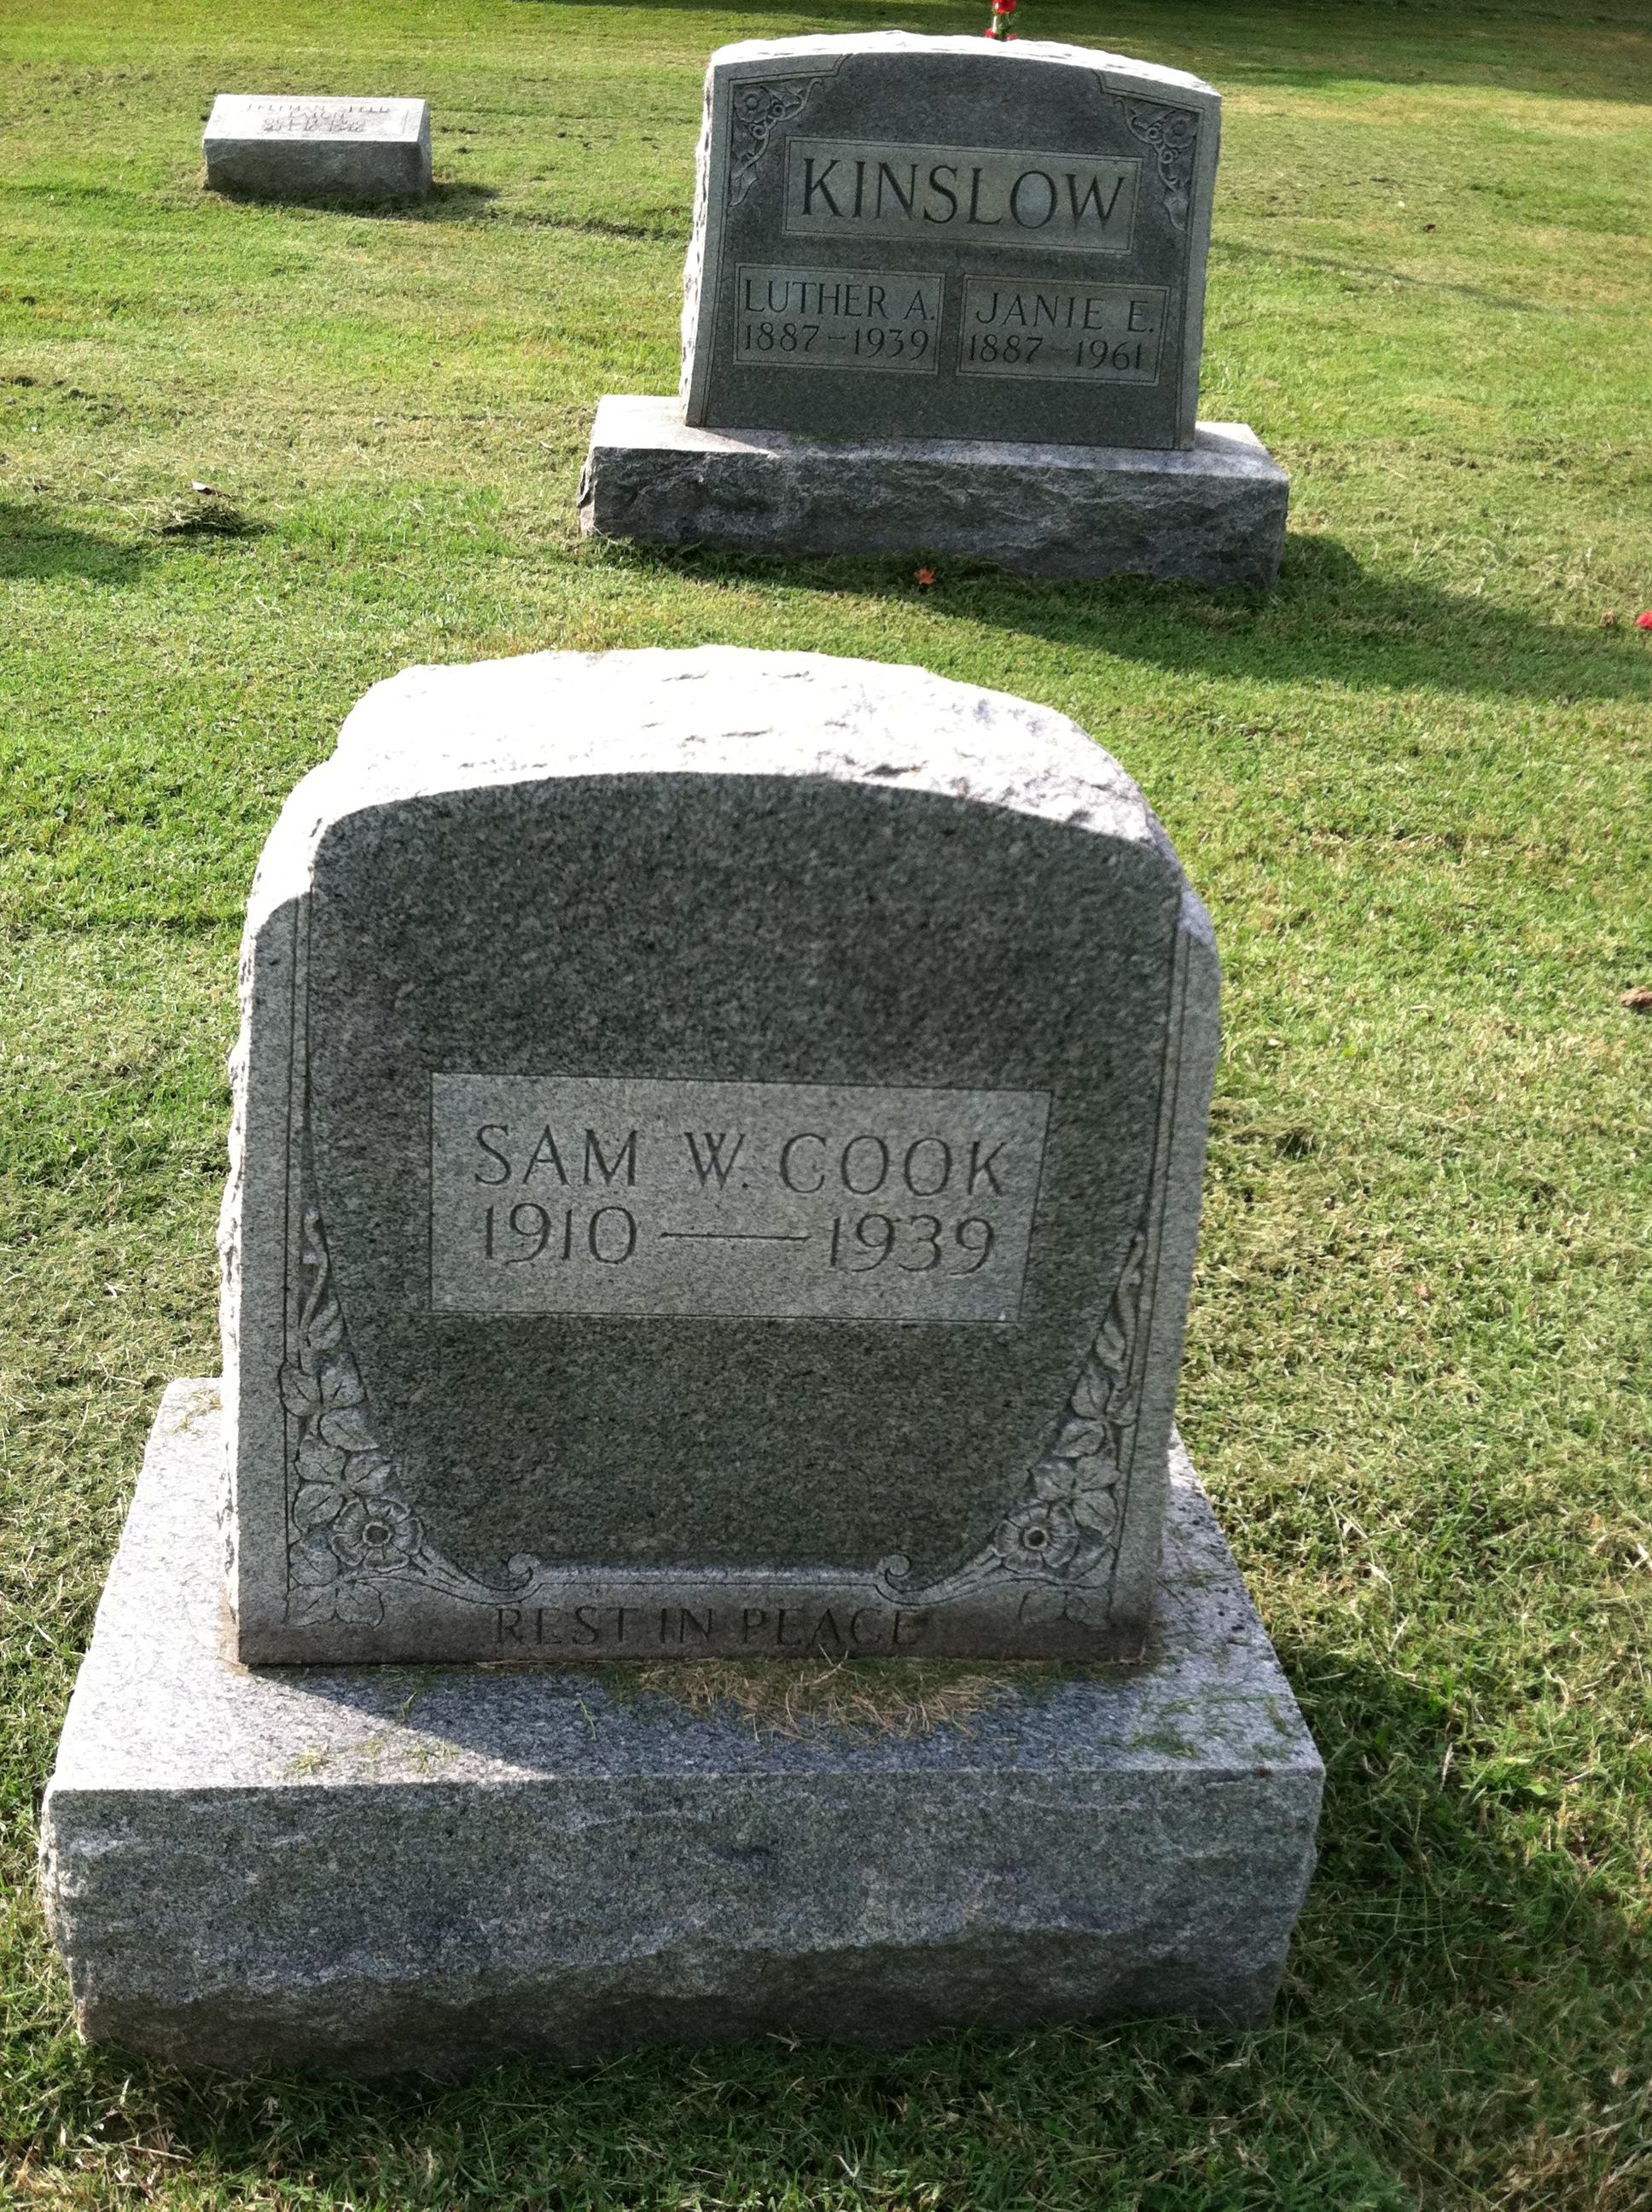 KINSLOW
LUTHER A.
1887-1939
JANIE E.
1887-1961
SAM W. COOK
1910-1939
REST IN PEACE